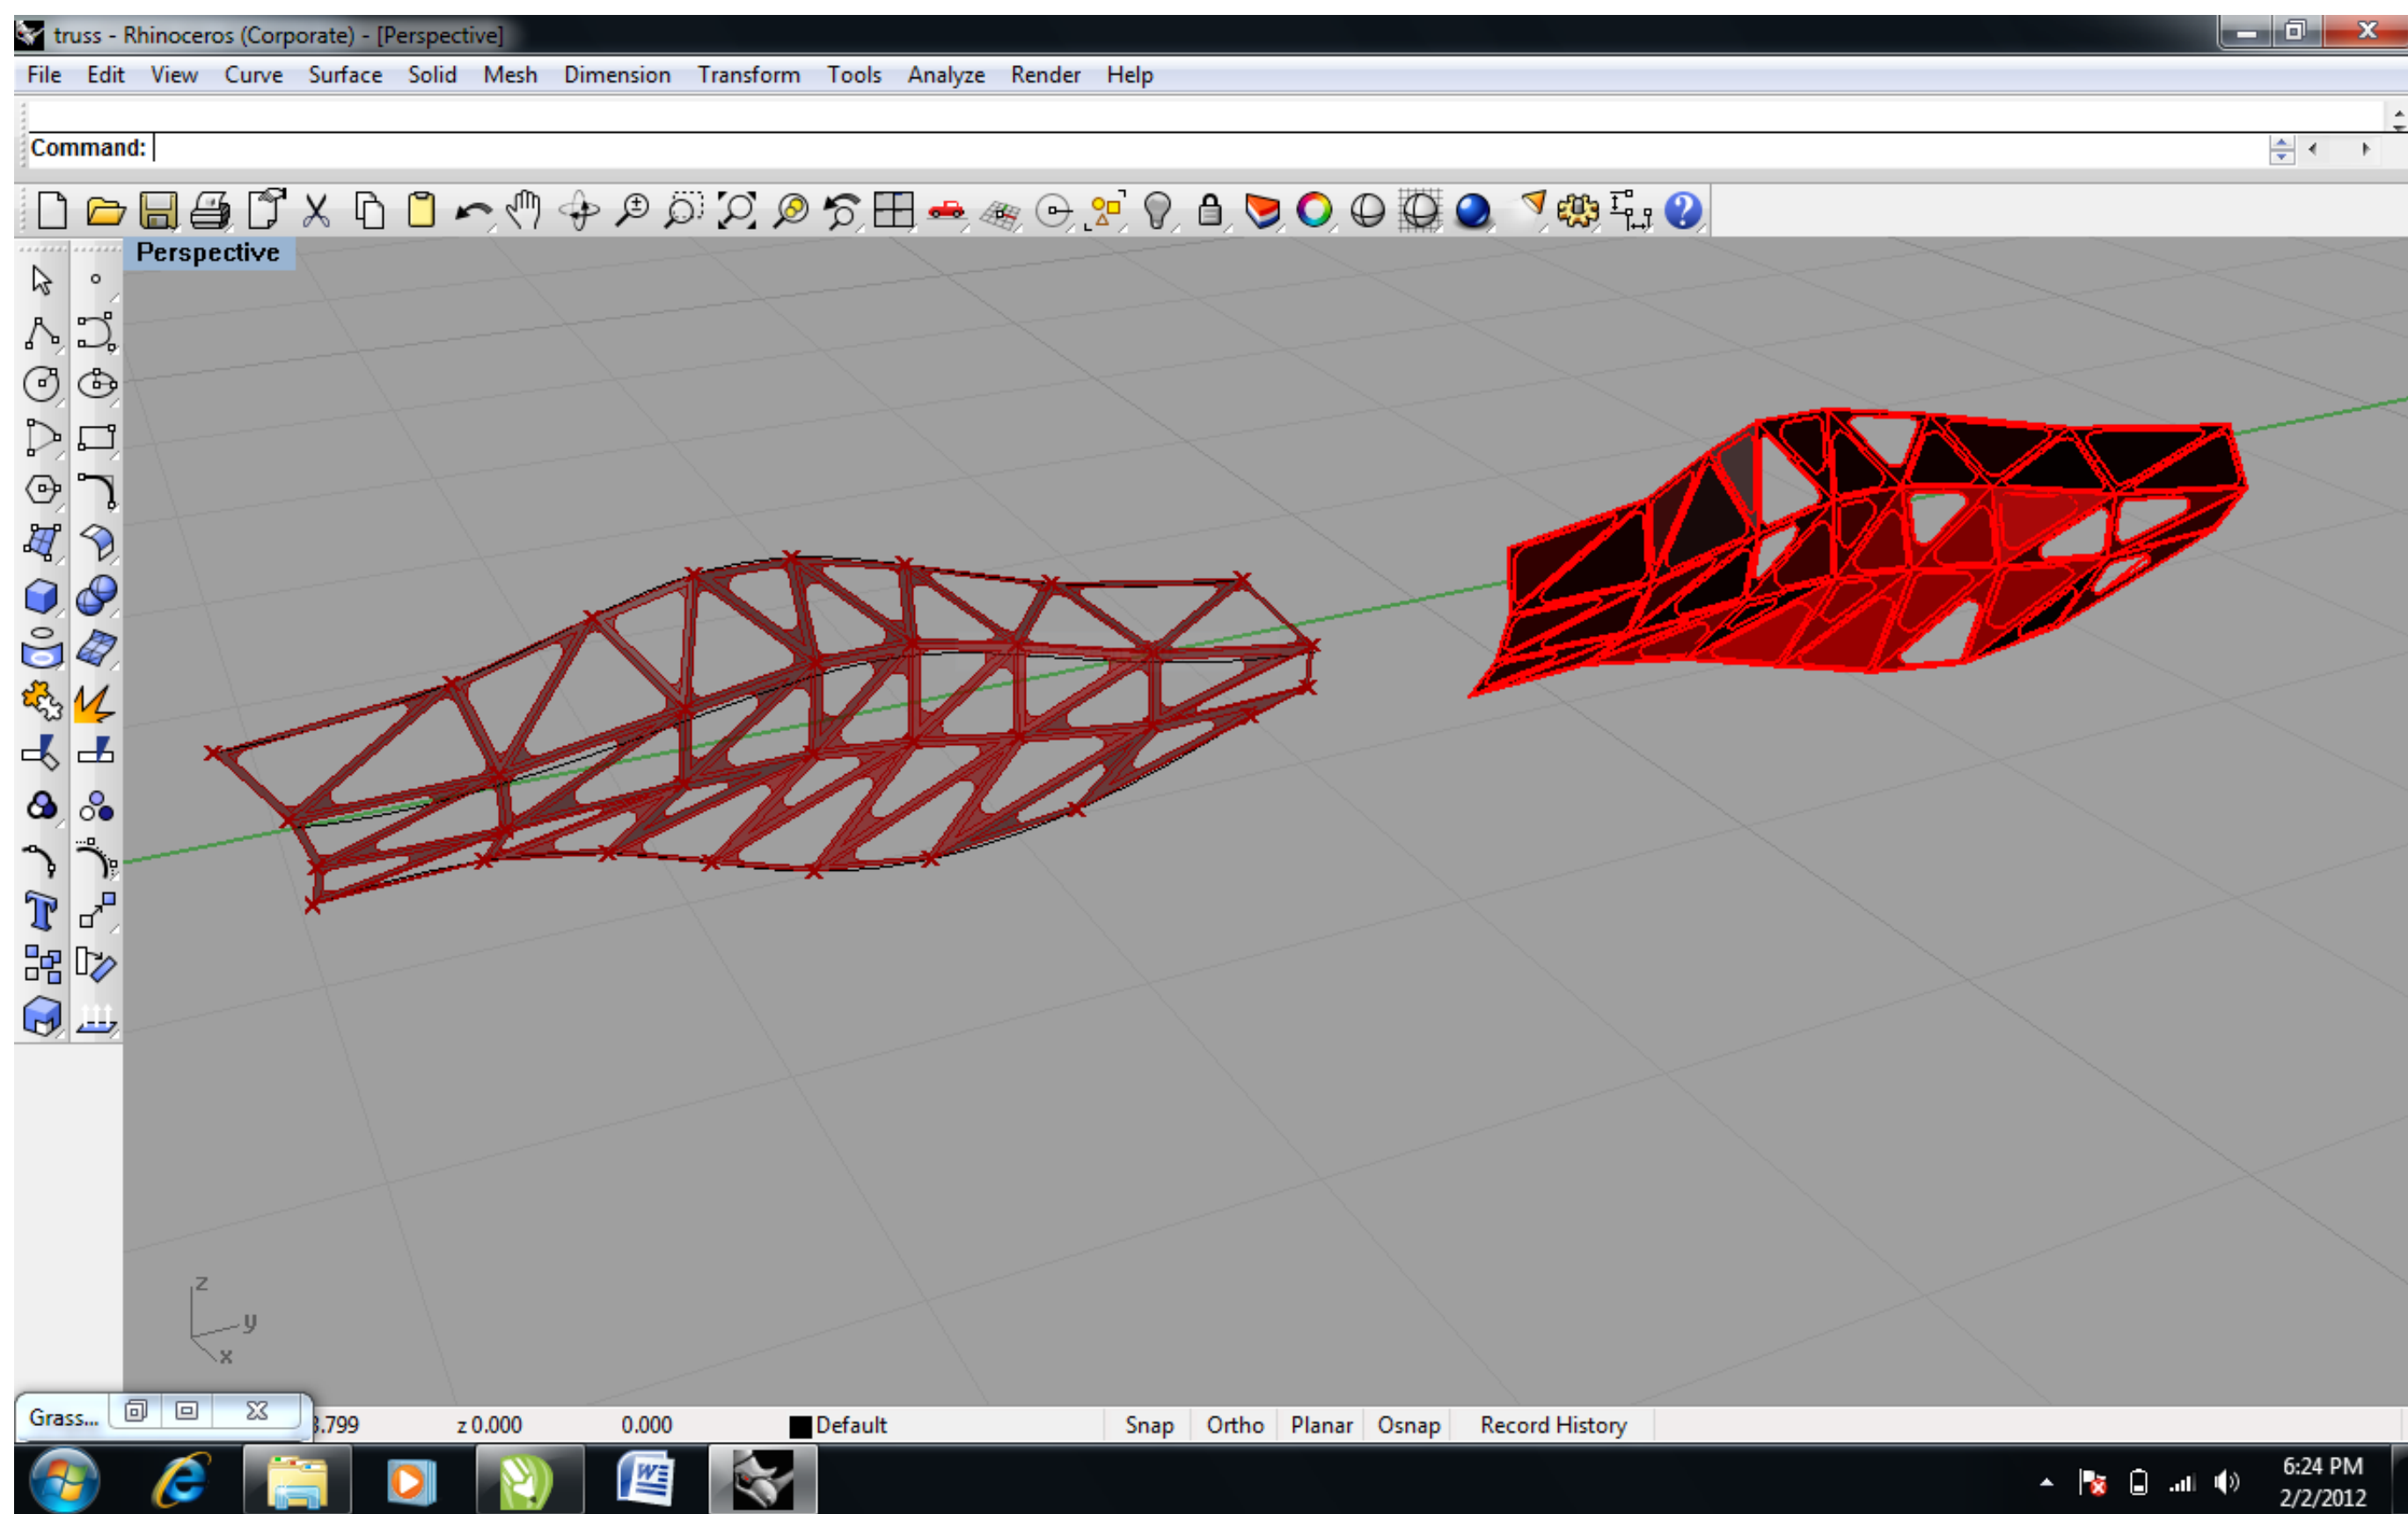 truss - Rhinoceros (Corporate) - [Perspective]
File Edit View Curve Surface Solid Mesh Dimension Transform Tools Analyze Render Help
Command:
Perspective
z
y
x
Grass... 3.799 z 0.000 0.000 Default Snap Ortho Planar Osnap Record History
6:24 PM
2/2/2012